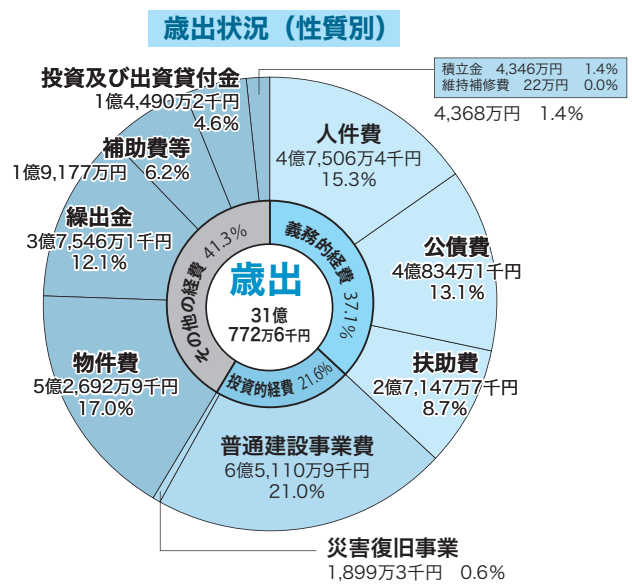 歳出状況（性質別）
積立金 4,346万円 1.4%
維持補修費 22万円 0.0%
4,368万円 1.4%
人件費
4億7,506万4千円
15.3%
公債費
4億834万1千円
13.1%
扶助費
2億7,147万7千円
8.7%
普通建設事業費
6億5,110万9千円
21.0%
災害復旧事業
1,899万3千円 0.6%
物件費
5億2,692万9千円
17.0%
繰出金
3億7,546万1千円
12.1%
補助費等
1億9,177万円 6.2%
投資及び出資貸付金
1億4,490万2千円
4.6%
義務的経費 37.1%
投資的経費 21.6%
その他の経費 41.3%
歳出
31億
772万6千円